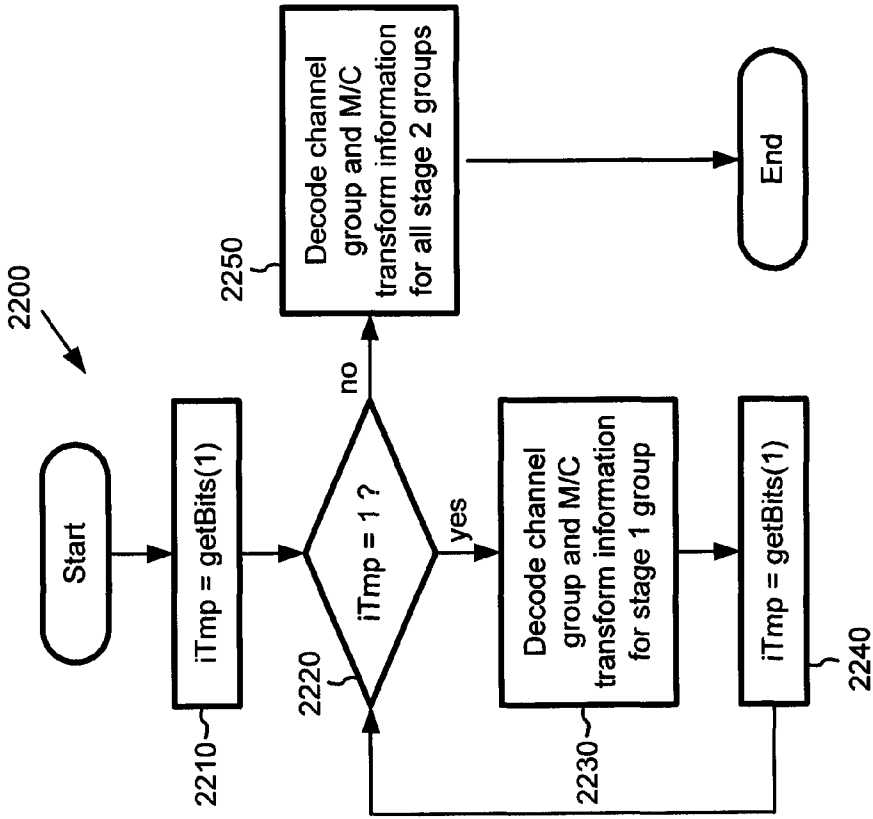 2200
Start
2210
iTmp = getBits(1)
2220
iTmp = 1 ?
no
yes
2250
Decode channel
group and M/C
transform information
for all stage 2 groups
2230
Decode channel
group and M/C
transform information
for stage 1 group
iTmp = getBits(1)
2240
End